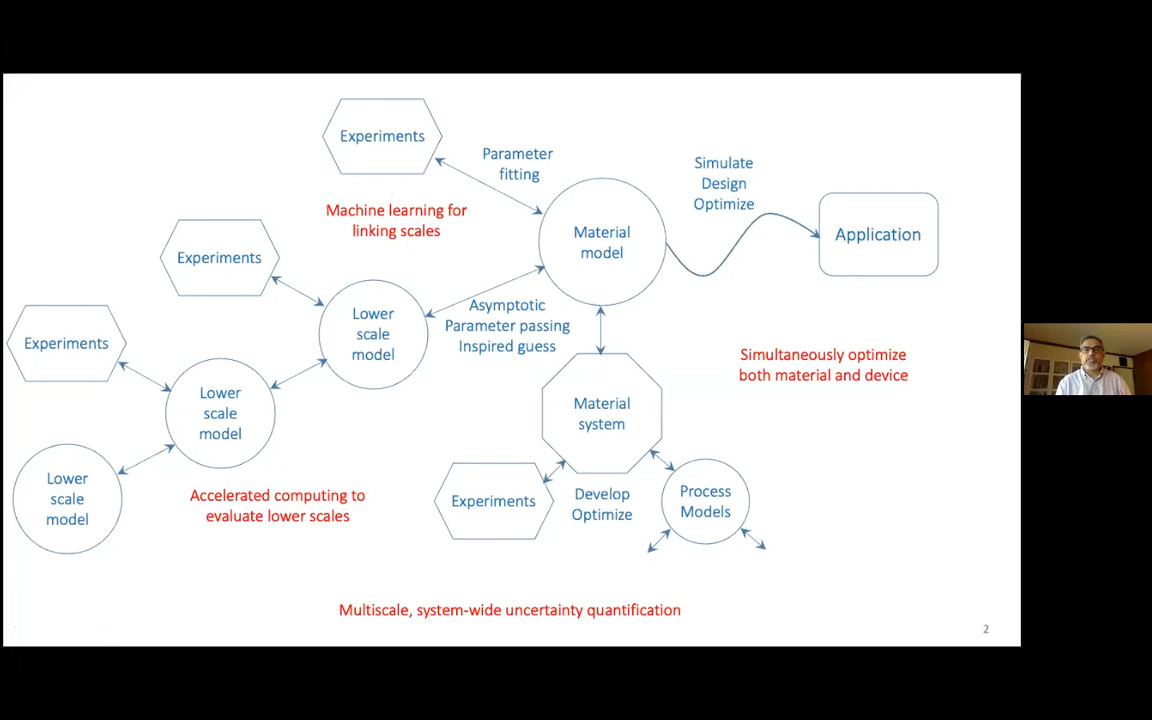 Experiments
Parameter
fitting
Simulate
Design
Optimize
Machine learning for
linking scales
Material
model
Application
Experiments
Lower
scale
model
Asymptotic
Parameter passing
Inspired guess
Experiments
Simultaneously optimize
both material and device
Lower
scale
model
Material
system
Lower
scale
model
Accelerated computing to
evaluate lower scales
Experiments
Develop
Optimize
Process
Models
Multiscale, system-wide uncertainty quantification
2